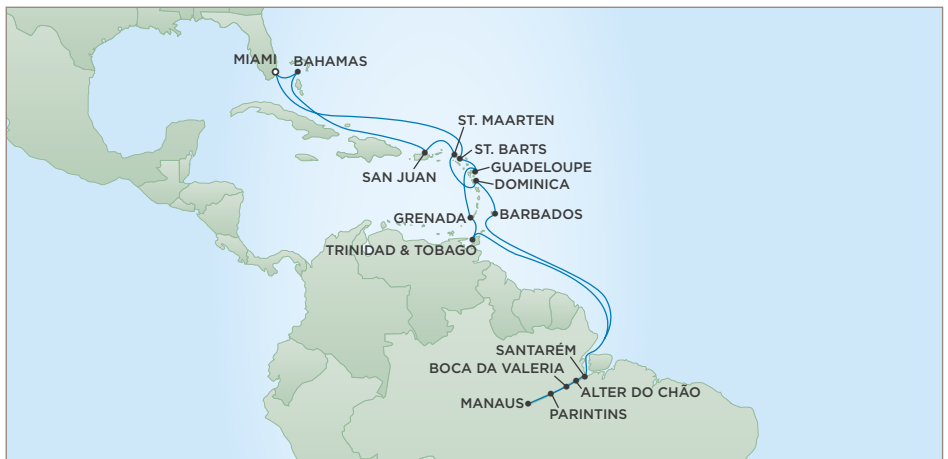 MIAMI
BAHAMAS
ST. MAARTEN
ST. BARTS
GUADELOUPE
SAN JUAN
DOMINICA
BARBADOS
GRENADA
TRINIDAD & TOBAGO
SANTARÉM
BOCA DA VALERIA
ALTER DO CHÃO
MANAUS
PARINTINS